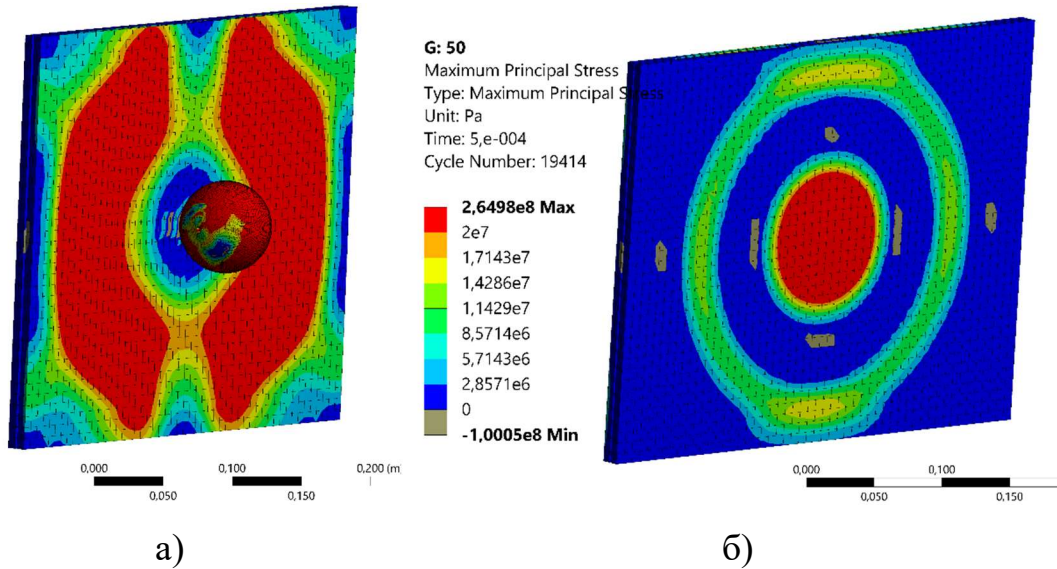 G: 50
Maximum Principal Stress
Type: Maximum Principal Stress
Unit: Pa
Time: 5,e-004
Cycle Number: 19414
2,6498e8 Max
2e7
1,7143e7
1,4286e7
1,1429e7
8,5714e6
5,7143e6
2,8571e6
0
-1,0005e8 Min
0,000 0,100 0,200 (m
0,050 0,150
0,000 0,100
0,050 0,150
а) б)